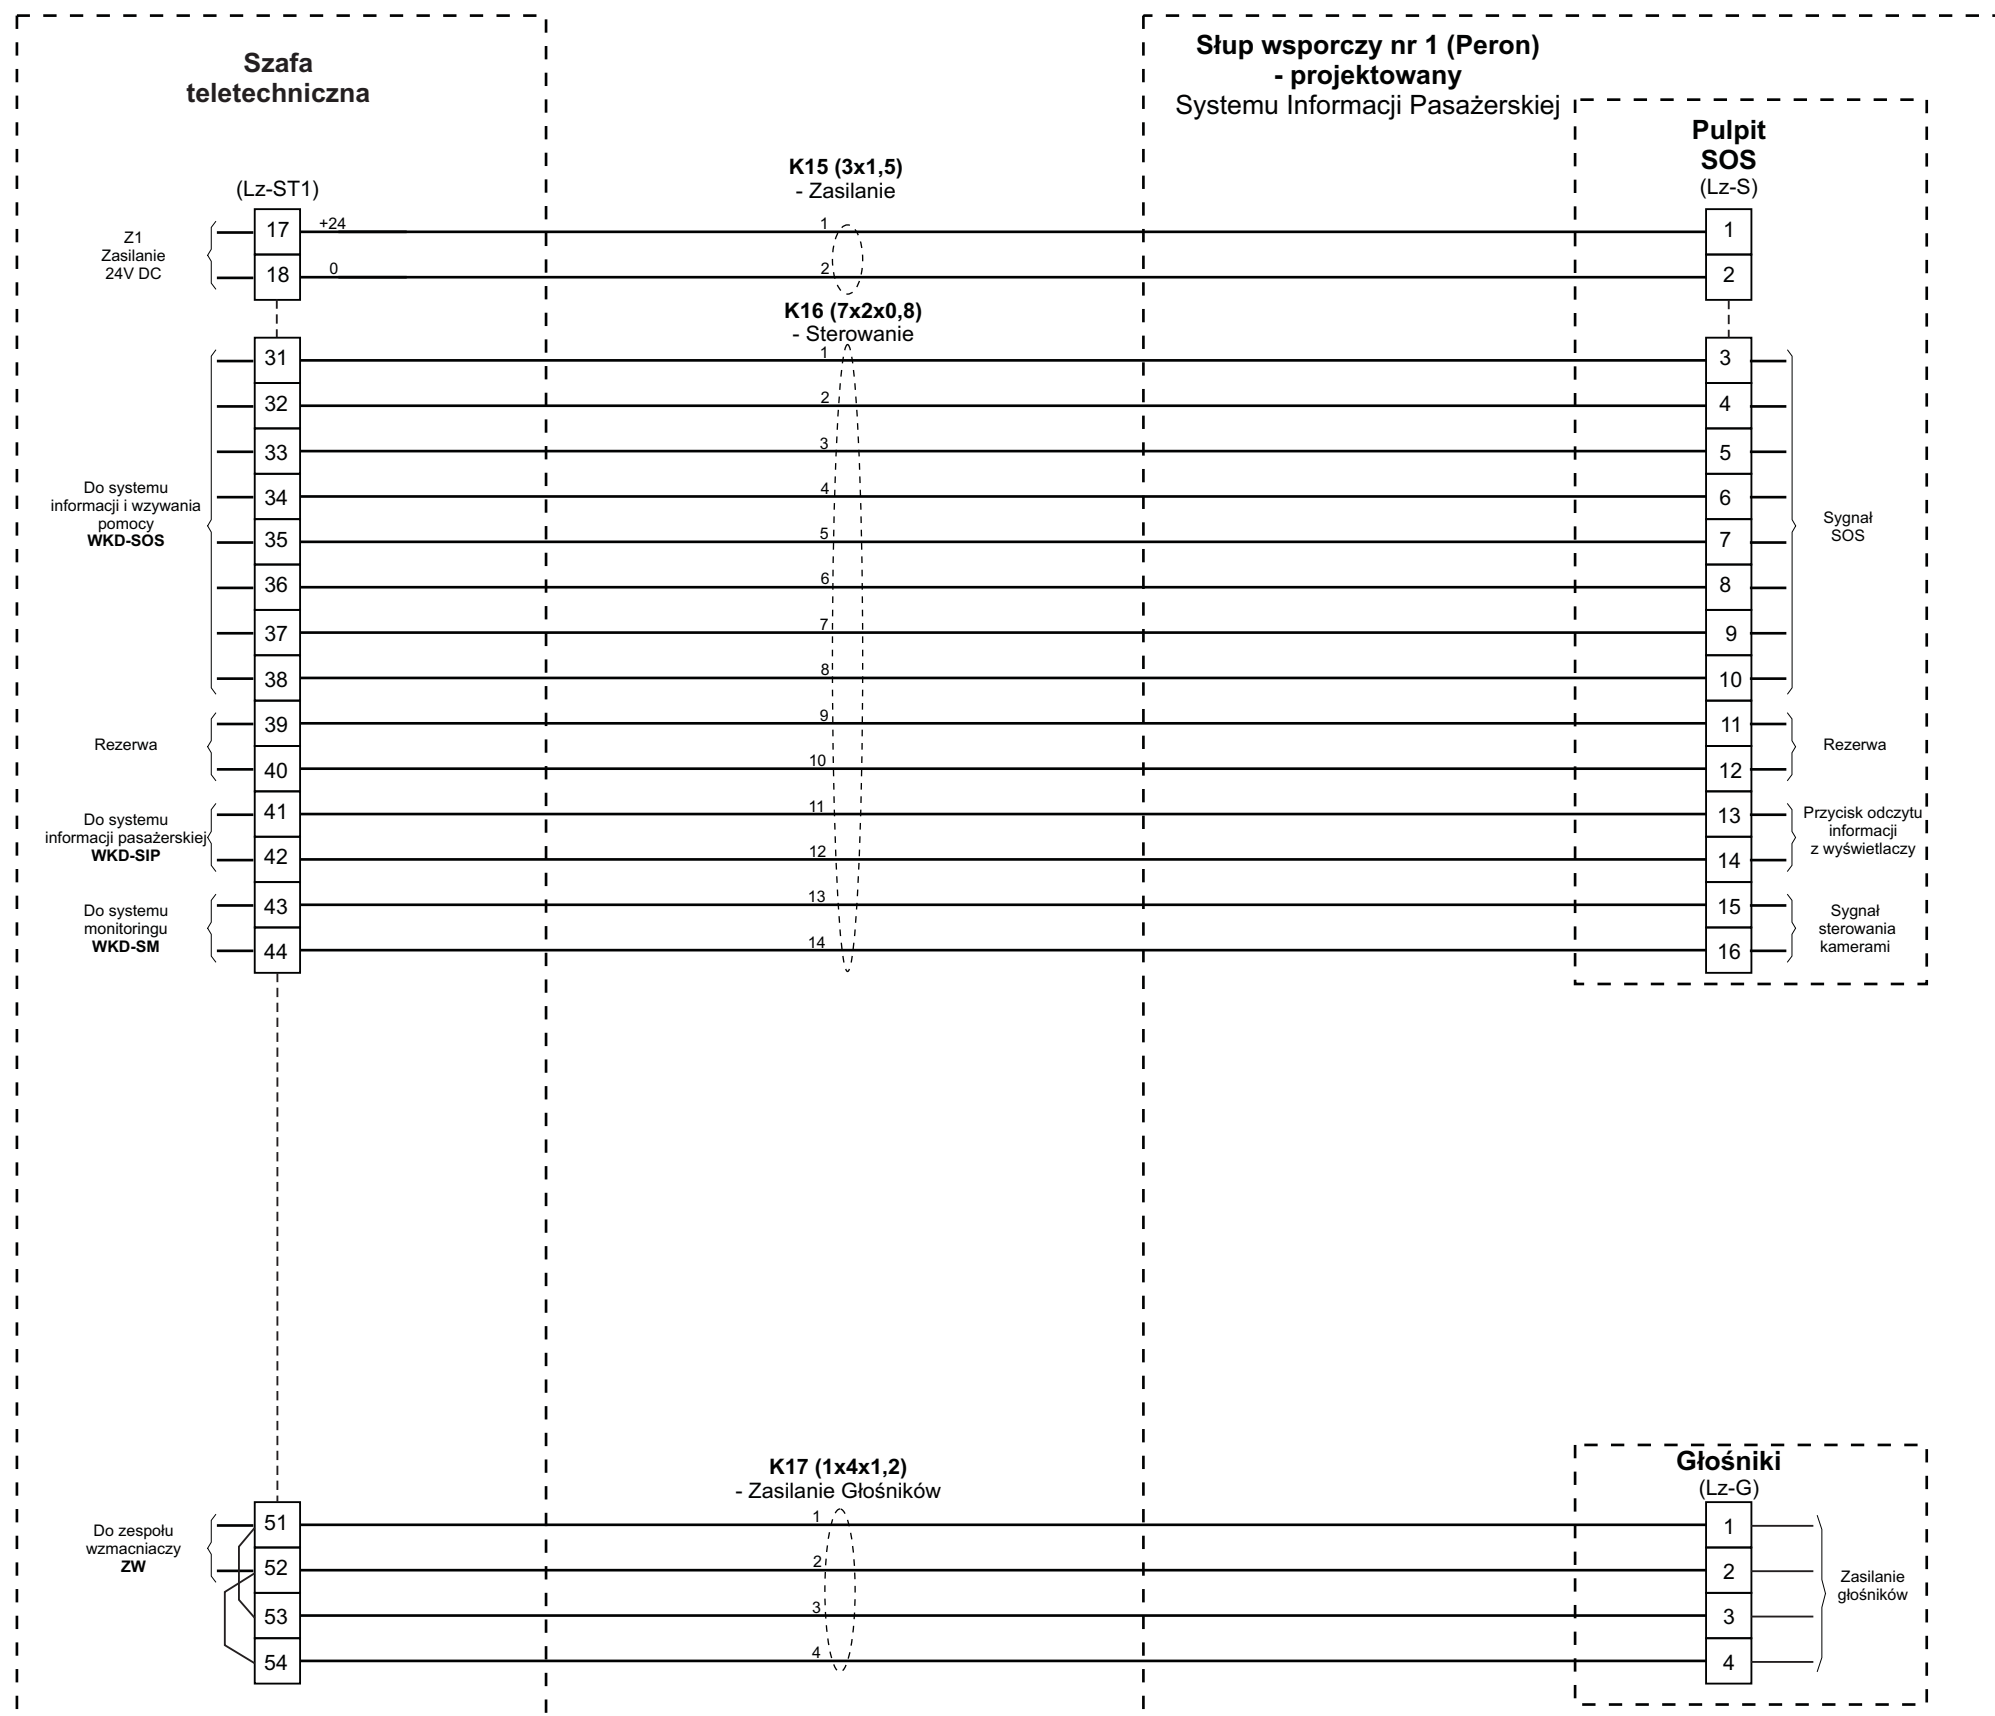 Szafa
teletechniczna
Słup wsporczy nr 1 (Peron)
- projektowany
Systemu Informacji Pasażerskiej
Pulpit
SOS
(Lz-S)
(Lz-ST1)
K15 (3x1,5)
- Zasilanie
Z1
Zasilanie
24V DC
17 +24 1 1
18 0 2 2
K16 (7x2x0,8)
- Sterowanie
31 1 3
32 2 4
33 3 5
34 4 6
35 5 7
36 6 8
37 7 9
38 8 10
Do systemu
informacji i wzywania
pomocy
WKD-SOS
Sygnał
SOS
39 9 11
40 10 12
Rezerwa
Rezerwa
41 11 13
42 12 14
Do systemu
informacji pasażerskiej
WKD-SIP
Przycisk odczytu
informacji
z wyświetlaczy
43 13 15
44 14 16
Do systemu
monitoringu
WKD-SM
Sygnał
sterowania
kamerami
K17 (1x4x1,2)
- Zasilanie Głośników
Głośniki
(Lz-G)
51 1 1
52 2 2
53 3 3
54 4 4
Do zespołu
wzmacniaczy
ZW
Zasilanie
głośników